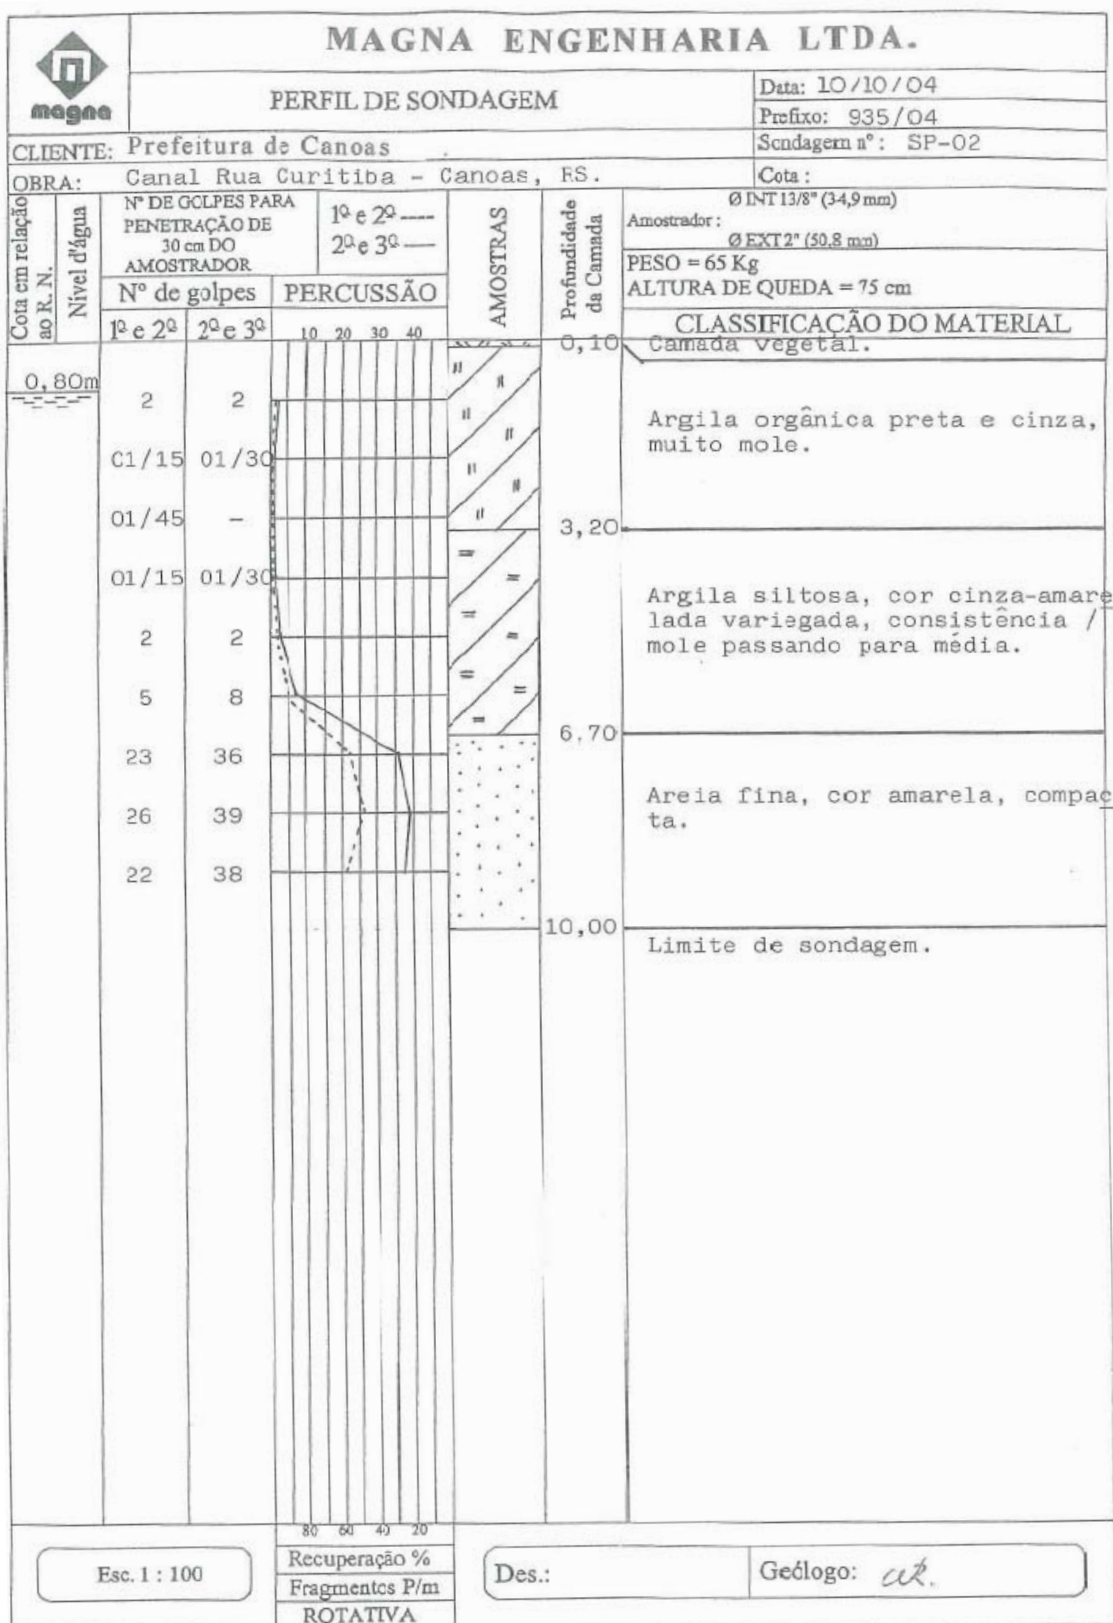 magna
MAGNA ENGENHARIA LTDA.
PERFIL DE SONDAGEM
Data: 10/10/04
Prefixo: 935/04
CLIENTE: Prefeitura de Canoas
Sondagem nº: SP-02
OBRA: Canal Rua Curitiba - Canoas, RS.
Cota:
Cota em relação
ao R. N.
Nível d'água
Nº DE GOLPES PARA
PENETRAÇÃO DE
30 cm DO
AMOSTRADOR
1º e 2º ----
2º e 3º —
Nº de golpes
PERCUSSÃO
1º e 2º
2º e 3º
10 20 30 40
AMOSTRAS
Profundidade
da Camada
Ø INT 13/8" (34,9 mm)
Amostrador:
Ø EXT 2" (50,8 mm)
PESO = 65 Kg
ALTURA DE QUEDA = 75 cm
CLASSIFICAÇÃO DO MATERIAL
0,10 Camada vegetal.
0,80m
2 2
Argila orgânica preta e cinza,
muito mole.
01/15 01/30
01/45 -
3,20
01/15 01/30
Argila siltosa, cor cinza-amare
lada variegada, consistência /
mole passando para média.
2 2
5 8
6,70
23 36
Areia fina, cor amarela, compac
ta.
26 39
22 38
10,00
Limite de sondagem.
80 60 40 20
Esc. 1 : 100
Recuperação %
Fragmentos P/m
ROTATIVA
Des.:
Geólogo: